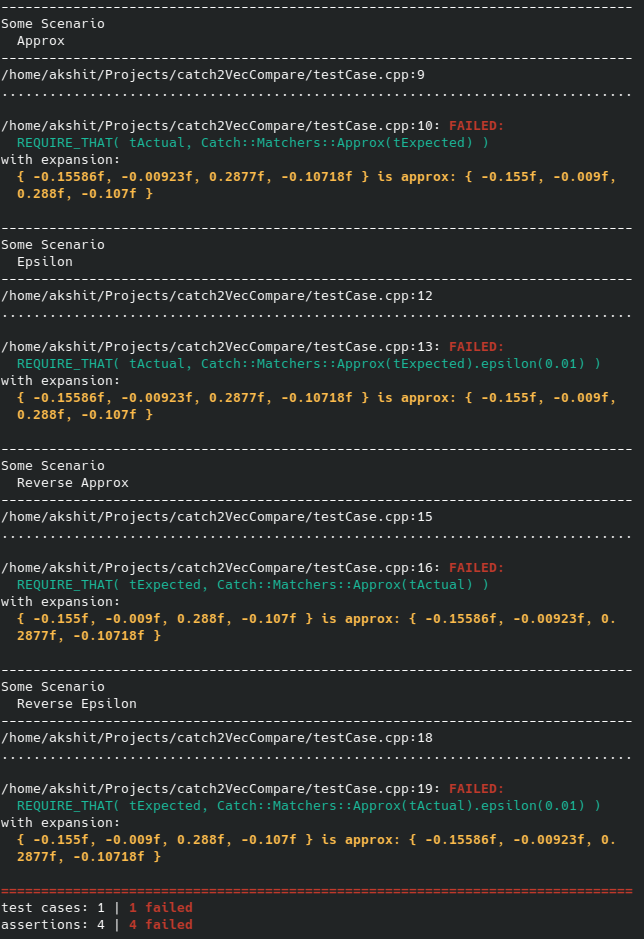 -------------------------------------------------------------------------------
Some Scenario
  Approx
-------------------------------------------------------------------------------
/home/akshit/Projects/catch2VecCompare/testCase.cpp:9
...............................................................................

/home/akshit/Projects/catch2VecCompare/testCase.cpp:10: FAILED:
  REQUIRE_THAT( tActual, Catch::Matchers::Approx(tExpected) )
with expansion:
  { -0.15586f, -0.00923f, 0.2877f, -0.10718f } is approx: { -0.155f, -0.009f,
  0.288f, -0.107f }

-------------------------------------------------------------------------------
Some Scenario
  Epsilon
-------------------------------------------------------------------------------
/home/akshit/Projects/catch2VecCompare/testCase.cpp:12
...............................................................................

/home/akshit/Projects/catch2VecCompare/testCase.cpp:13: FAILED:
  REQUIRE_THAT( tActual, Catch::Matchers::Approx(tExpected).epsilon(0.01) )
with expansion:
  { -0.15586f, -0.00923f, 0.2877f, -0.10718f } is approx: { -0.155f, -0.009f,
  0.288f, -0.107f }

-------------------------------------------------------------------------------
Some Scenario
  Reverse Approx
-------------------------------------------------------------------------------
/home/akshit/Projects/catch2VecCompare/testCase.cpp:15
...............................................................................

/home/akshit/Projects/catch2VecCompare/testCase.cpp:16: FAILED:
  REQUIRE_THAT( tExpected, Catch::Matchers::Approx(tActual) )
with expansion:
  { -0.155f, -0.009f, 0.288f, -0.107f } is approx: { -0.15586f, -0.00923f, 0.
  2877f, -0.10718f }

-------------------------------------------------------------------------------
Some Scenario
  Reverse Epsilon
-------------------------------------------------------------------------------
/home/akshit/Projects/catch2VecCompare/testCase.cpp:18
...............................................................................

/home/akshit/Projects/catch2VecCompare/testCase.cpp:19: FAILED:
  REQUIRE_THAT( tExpected, Catch::Matchers::Approx(tActual).epsilon(0.01) )
with expansion:
  { -0.155f, -0.009f, 0.288f, -0.107f } is approx: { -0.15586f, -0.00923f, 0.
  2877f, -0.10718f }

===============================================================================
test cases: 1 | 1 failed
assertions: 4 | 4 failed